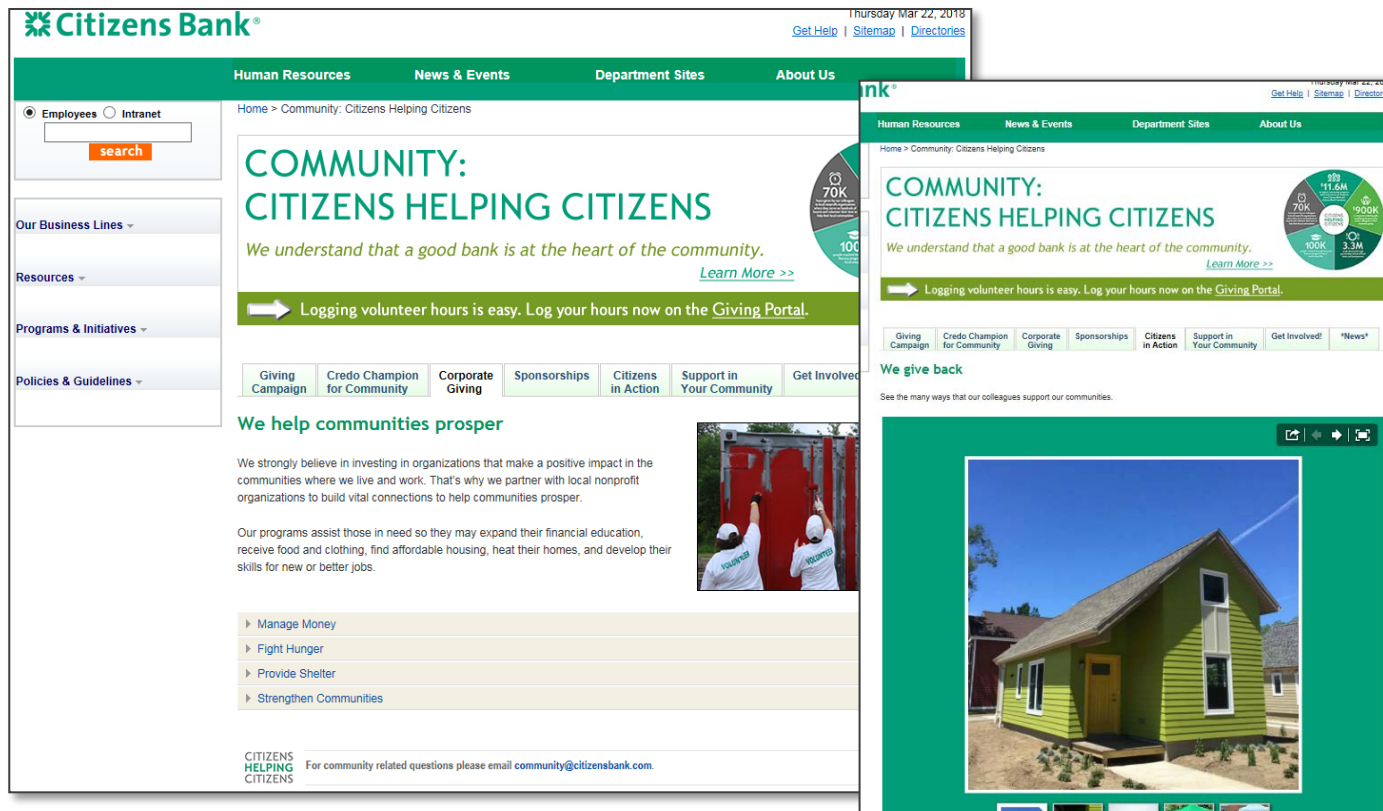 Citizens Bank®
Thursday Mar 22, 2018
Get Help | Sitemap | Directories
Human Resources News & Events Department Sites About Us
Employees Intranet
search
Our Business Lines
Resources
Programs & Initiatives
Policies & Guidelines
Home > Community: Citizens Helping Citizens
COMMUNITY:
CITIZENS HELPING CITIZENS
We understand that a good bank is at the heart of the community.
Learn More >>
70K
100
Logging volunteer hours is easy. Log your hours now on the Giving Portal.
Giving Campaign
Credo Champion for Community
Corporate Giving
Sponsorships
Citizens in Action
Support in Your Community
Get Involved
We help communities prosper
We strongly believe in investing in organizations that make a positive impact in the
communities where we live and work. That's why we partner with local nonprofit
organizations to build vital connections to help communities prosper.
Our programs assist those in need so they may expand their financial education,
receive food and clothing, find affordable housing, heat their homes, and develop their
skills for new or better jobs.
VOLUNTEER
VOLUNTEER
Manage Money
Fight Hunger
Provide Shelter
Strengthen Communities
CITIZENS
HELPING
CITIZENS
For community related questions please email community@citizensbank.com.
nk®
Get Help | Sitemap | Director
Human Resources News & Events Department Sites About Us
Home > Community: Citizens Helping Citizens
COMMUNITY:
CITIZENS HELPING CITIZENS
We understand that a good bank is at the heart of the community.
Learn More >>
$11.6M
70K
$900K
CITIZENS
HELPING
CITIZENS
100K
3.3M
Logging volunteer hours is easy. Log your hours now on the Giving Portal.
Giving Campaign
Credo Champion for Community
Corporate Giving
Sponsorships
Citizens in Action
Support in Your Community
Get Involved!
*News*
We give back
See the many ways that our colleagues support our communities.